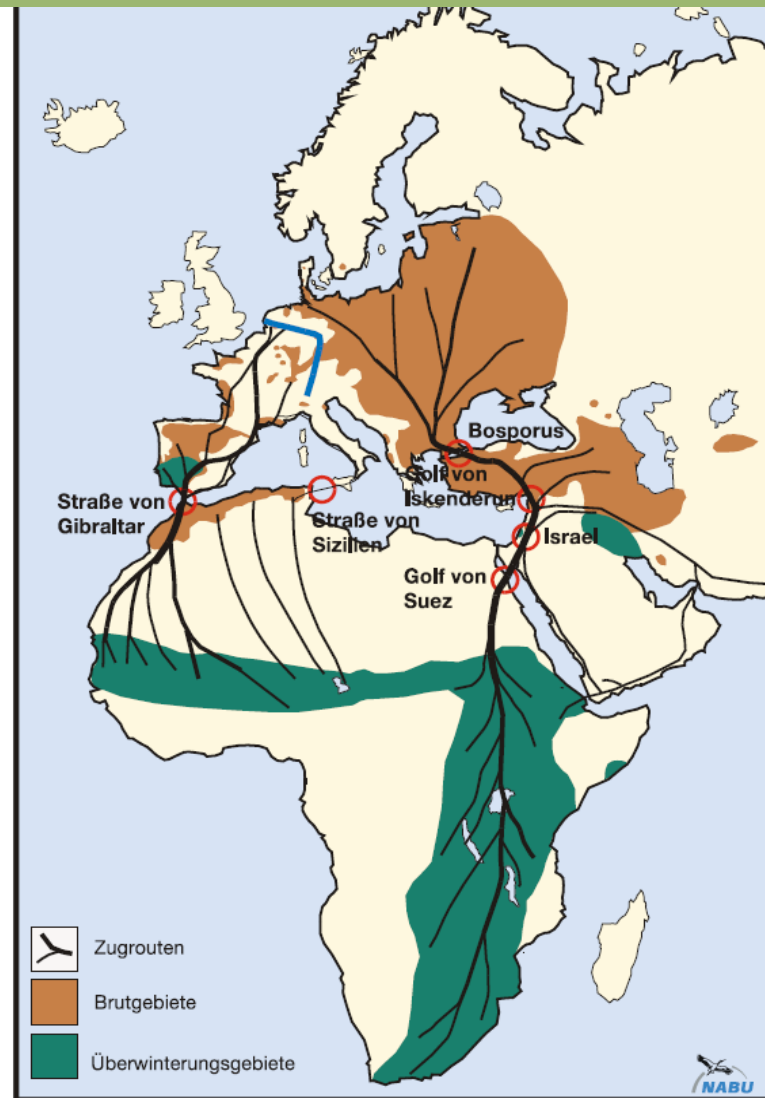 Bosporus
Golf von
Iskenderun
Straße von
Gibraltar
Straße von
Sizilien
Israel
Golf von
Suez
Zugrouten
Brutgebiete
Überwinterungsgebiete
NABU